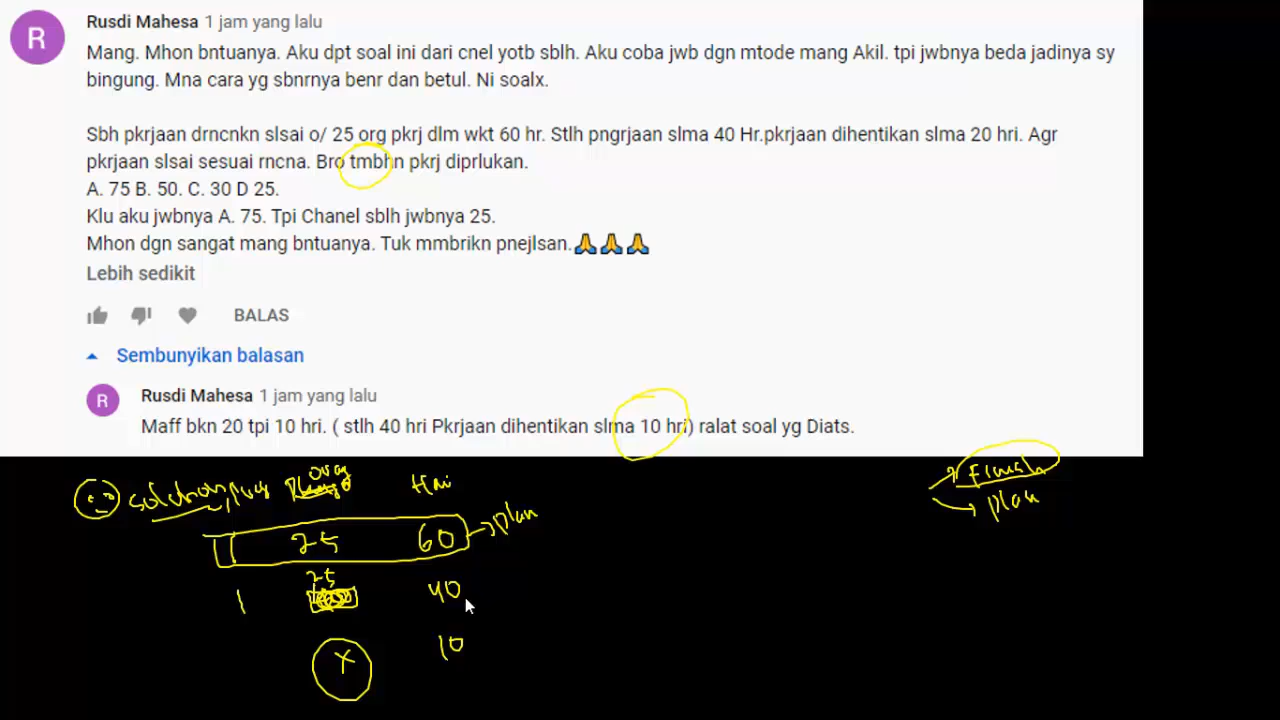 Rusdi Mahesa 1 jam yang lalu
R
Mang. Mhon bntuanya. Aku dpt soal ini dari cnel yotb sblh. Aku coba jwb dgn mtode mang Akil. tpi jwbnya beda jadinya sy
bingung. Mna cara yg sbnrnya benr dan betul. Ni soalx.
Sbh pkrjaan drncnkn slsai o/ 25 org pkrj dlm wkt 60 hr. Stlh pngrjaan slma 40 Hr.pkrjaan dihentikan slma 20 hri. Agr
pkrjaan slsai sesuai rncna. Bro tmbhn pkrj diprlukan.
A. 75 B. 50. C. 30 D 25.
Klu aku jwbnya A. 75. Tpi Chanel sblh jwbnya 25.
Mhon dgn sangat mang bntuanya. Tuk mmbrikn pnejlsan.🙏🙏🙏
Lebih sedikit
BALAS
Sembunyikan balasan
R
Rusdi Mahesa 1 jam yang lalu
Maff bkn 20 tpi 10 hri. ( stlh 40 hri Pkrjaan dihentikan slma 10 hri) ralat soal yg Diats.
orang Hari
25 60 → plan
→ plan
25
1 40
x 10